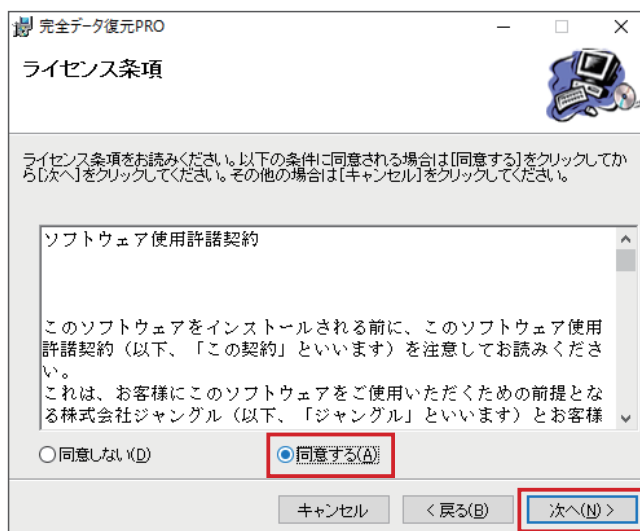 完全データ復元PRO
ライセンス条項
ライセンス条項をお読みください。以下の条件に同意される場合は[同意する]をクリックしてか
ら[次へ]をクリックしてください。その他の場合は[キャンセル]をクリックしてください。
ソフトウェア使用許諾契約
このソフトウェアをインストールされる前に、このソフトウェア使用
許諾契約（以下、「この契約」といいます）を注意してお読みくださ
い。
これは、お客様にこのソフトウェアをご使用いただくための前提とな
る株式会社ジャングル（以下、「ジャングル」といいます）とお客様
同意しない(D) 同意する(A)
キャンセル < 戻る(B) 次へ(N) >